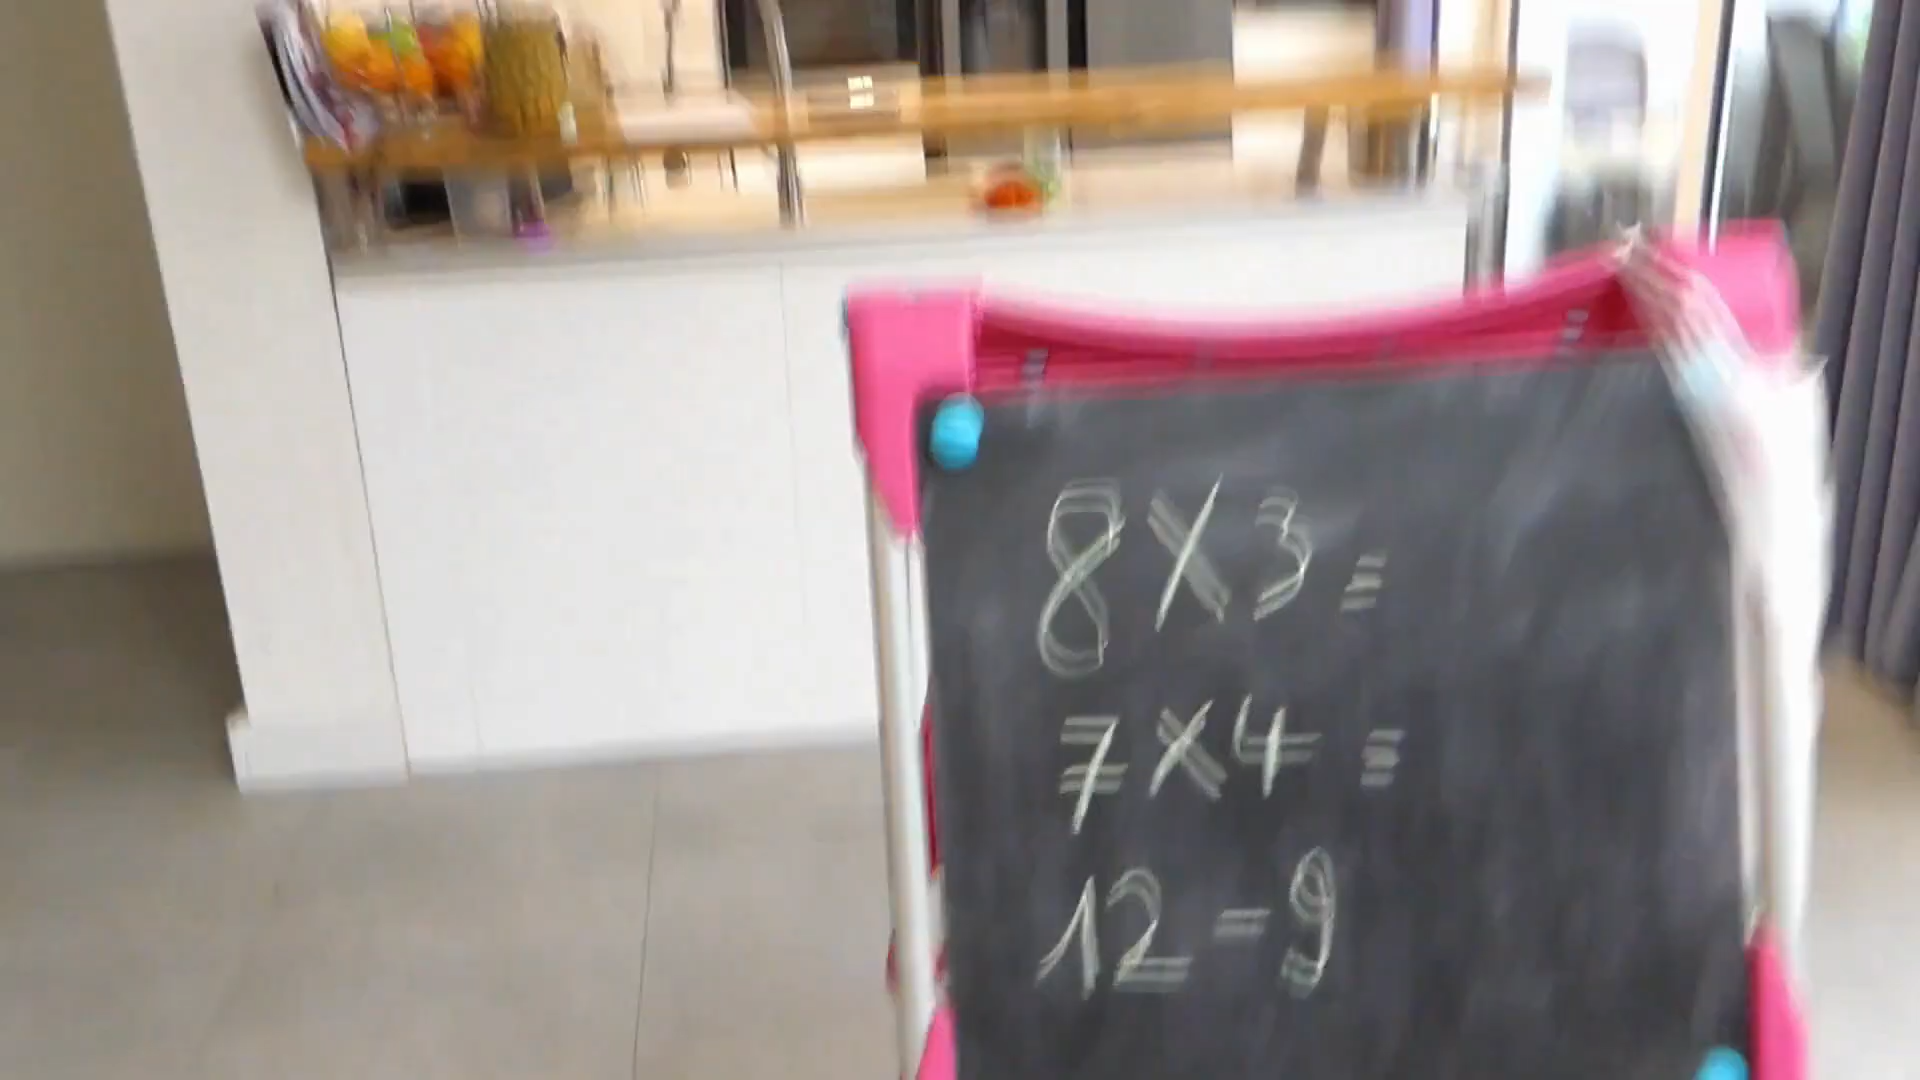 8 X 3 =
7 X 4 =
12 - 9